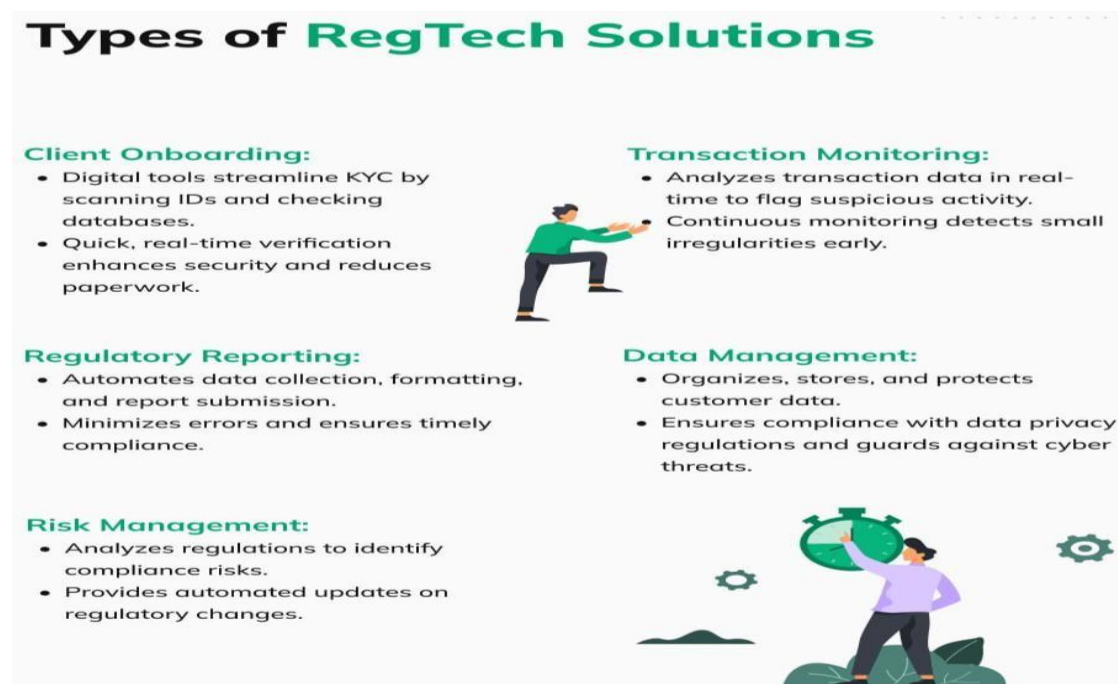 Types of RegTech Solutions
Client Onboarding:
• Digital tools streamline KYC by
scanning IDs and checking
databases.
• Quick, real-time verification
enhances security and reduces
paperwork.
Transaction Monitoring:
• Analyzes transaction data in real-
time to flag suspicious activity.
• Continuous monitoring detects small
irregularities early.
Regulatory Reporting:
• Automates data collection, formatting,
and report submission.
• Minimizes errors and ensures timely
compliance.
Data Management:
• Organizes, stores, and protects
customer data.
• Ensures compliance with data privacy
regulations and guards against cyber
threats.
Risk Management:
• Analyzes regulations to identify
compliance risks.
• Provides automated updates on
regulatory changes.